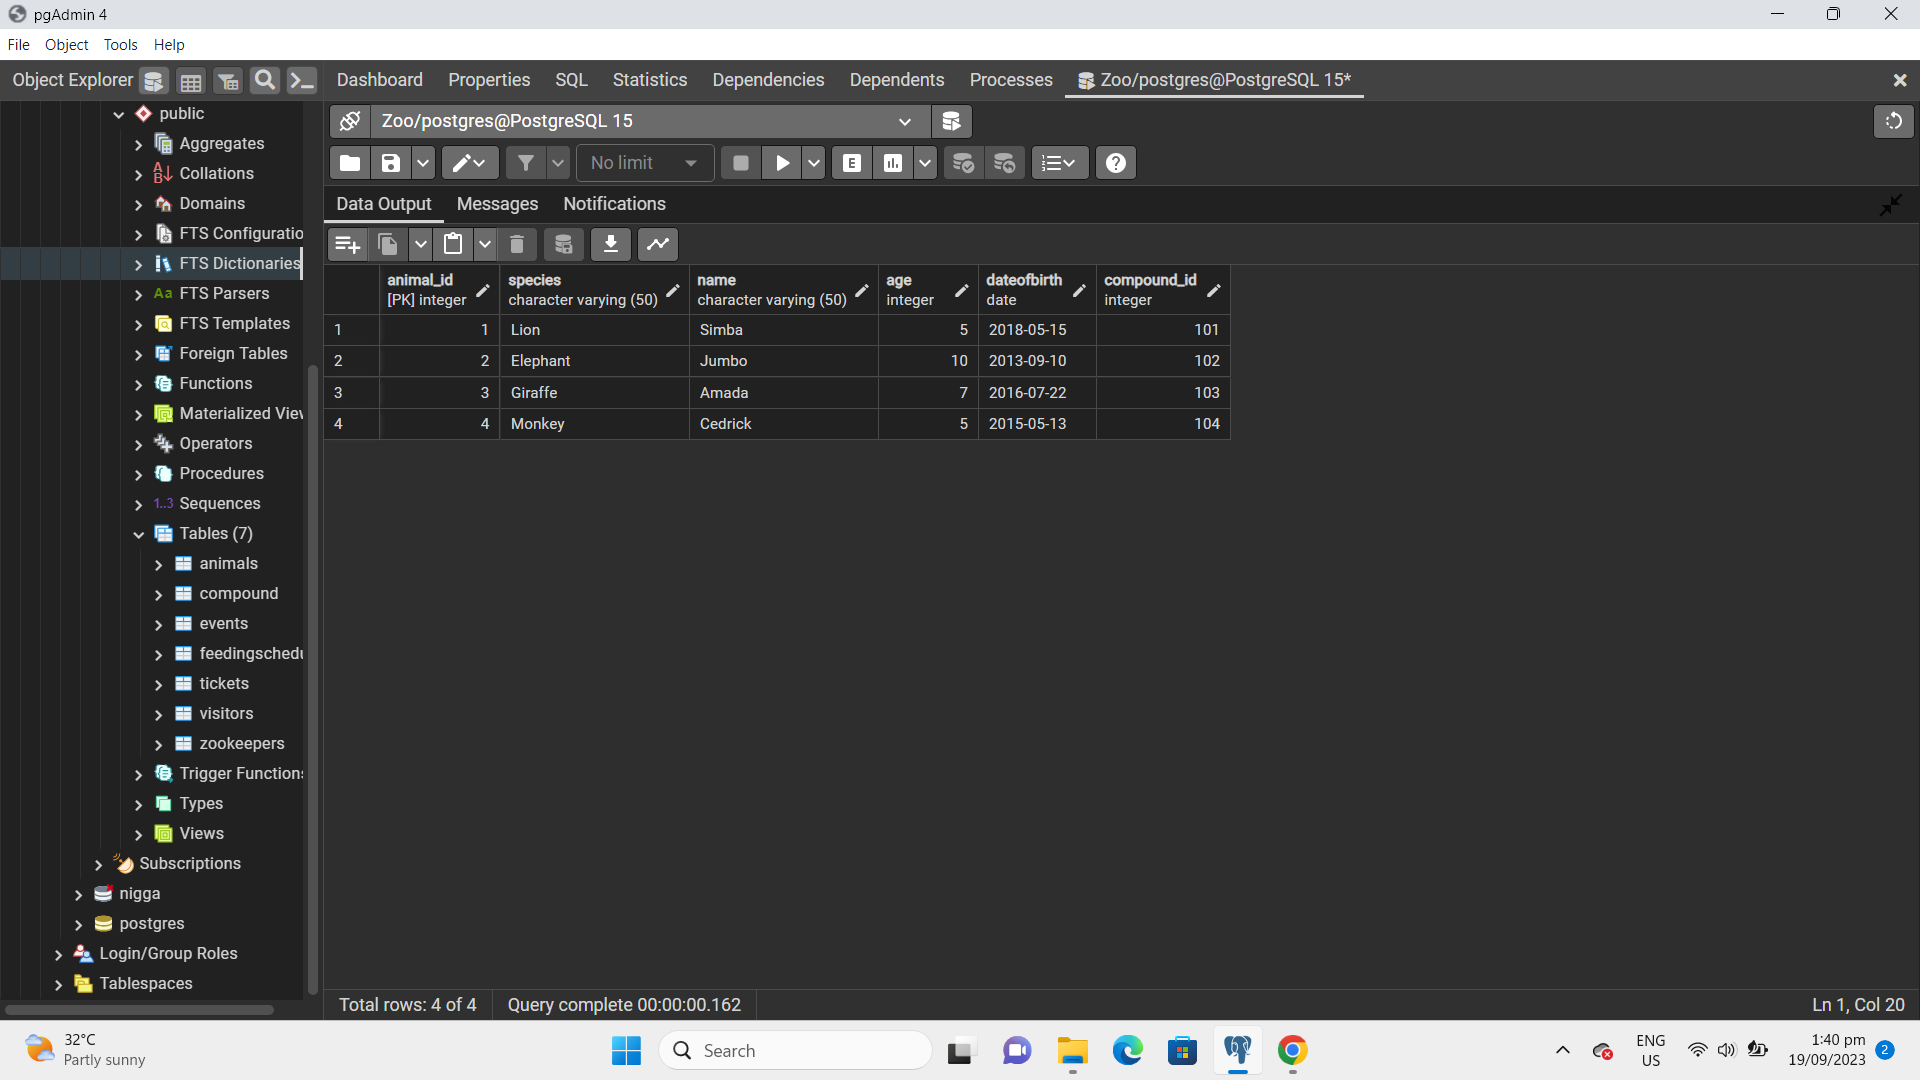 pgAdmin 4
File Object Tools Help
Object Explorer
Dashboard Properties SQL Statistics Dependencies Dependents Processes Zoo/postgres@PostgreSQL 15*
public
Aggregates
Collations
Domains
FTS Configuratio
FTS Dictionaries
FTS Parsers
FTS Templates
Foreign Tables
Functions
Materialized Viev
Operators
Procedures
1..3 Sequences
Tables (7)
animals
compound
events
feedingschedu
tickets
visitors
zookeepers
Trigger Functions
Types
Views
Subscriptions
nigga
postgres
Login/Group Roles
Tablespaces
Zoo/postgres@PostgreSQL 15
No limit
E
Data Output Messages Notifications
animal_id species name age dateofbirth compound_id
[PK] integer character varying (50) character varying (50) integer date integer
1 1 Lion Simba 5 2018-05-15 101
2 2 Elephant Jumbo 10 2013-09-10 102
3 3 Giraffe Amada 7 2016-07-22 103
4 4 Monkey Cedrick 5 2015-05-13 104
Total rows: 4 of 4 Query complete 00:00:00.162 Ln 1, Col 20
32°C
Partly sunny
Search
ENG
US
1:40 pm
19/09/2023
2